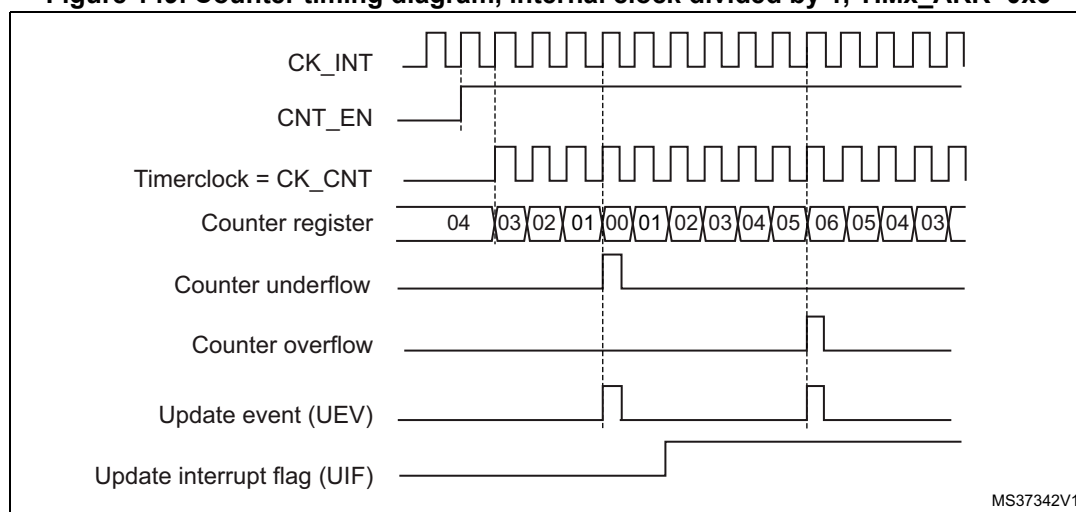 Figure 149. Counter timing diagram, internal clock divided by 1, TIMx_ARR=0x6
CK_INT
CNT_EN
Timerclock = CK_CNT
Counter register 04 03 02 01 00 01 02 03 04 05 06 05 04 03
Counter underflow
Counter overflow
Update event (UEV)
Update interrupt flag (UIF)
MS37342V1